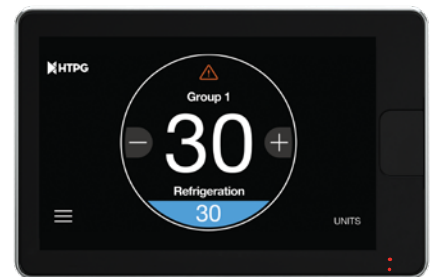 HTPG
Group 1
− 30 +
Refrigeration
30
UNITS